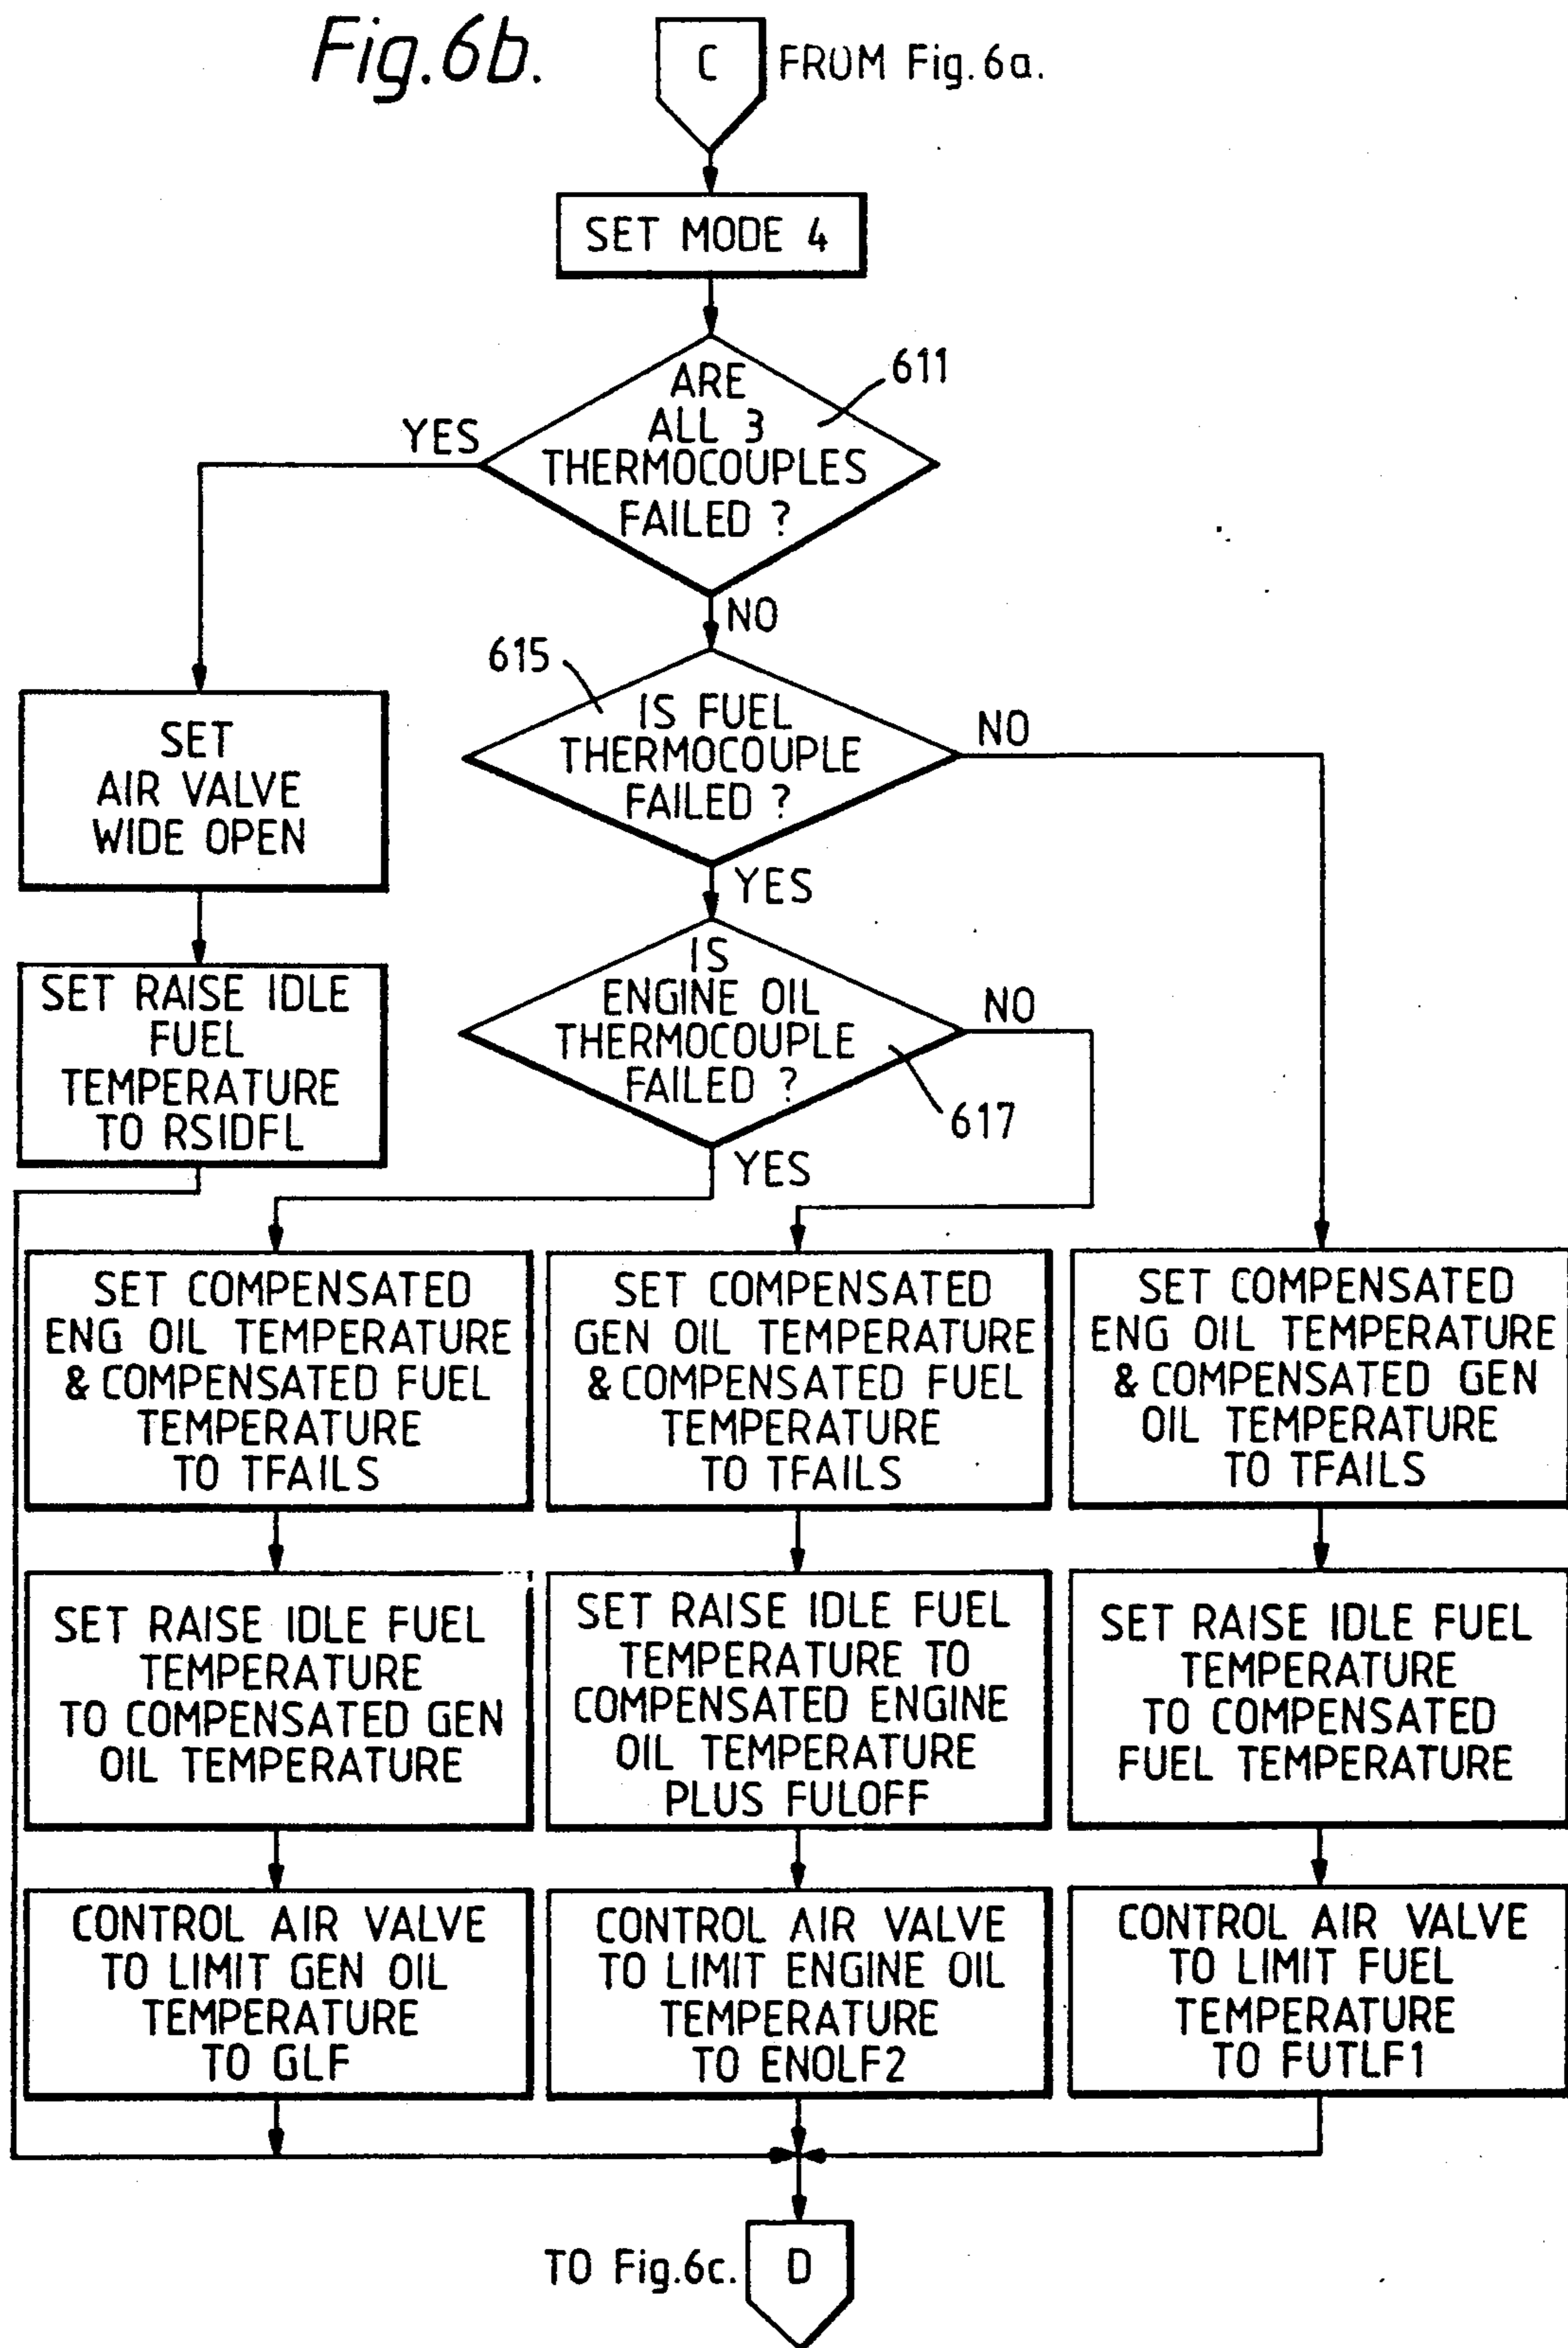 Fig.6b.
C
FROM Fig.6a.
SET MODE 4
611
ARE
ALL 3
THERMOCOUPLES
FAILED ?
YES
NO
615
IS FUEL
THERMOCOUPLE
FAILED ?
NO
YES
SET
AIR VALVE
WIDE OPEN
IS
ENGINE OIL
THERMOCOUPLE
FAILED ?
NO
617
YES
SET RAISE IDLE
FUEL
TEMPERATURE
TO RSIDFL
SET COMPENSATED
ENG OIL TEMPERATURE
& COMPENSATED FUEL
TEMPERATURE
TO TFAILS
SET COMPENSATED
GEN OIL TEMPERATURE
& COMPENSATED FUEL
TEMPERATURE
TO TFAILS
SET COMPENSATED
ENG OIL TEMPERATURE
& COMPENSATED GEN
OIL TEMPERATURE
TO TFAILS
SET RAISE IDLE FUEL
TEMPERATURE
TO COMPENSATED GEN
OIL TEMPERATURE
SET RAISE IDLE FUEL
TEMPERATURE TO
COMPENSATED ENGINE
OIL TEMPERATURE
PLUS FULOFF
SET RAISE IDLE FUEL
TEMPERATURE
TO COMPENSATED
FUEL TEMPERATURE
CONTROL AIR VALVE
TO LIMIT GEN OIL
TEMPERATURE
TO GLF
CONTROL AIR VALVE
TO LIMIT ENGINE OIL
TEMPERATURE
TO ENOLF2
CONTROL AIR VALVE
TO LIMIT FUEL
TEMPERATURE
TO FUTLF1
TO Fig.6c.
D